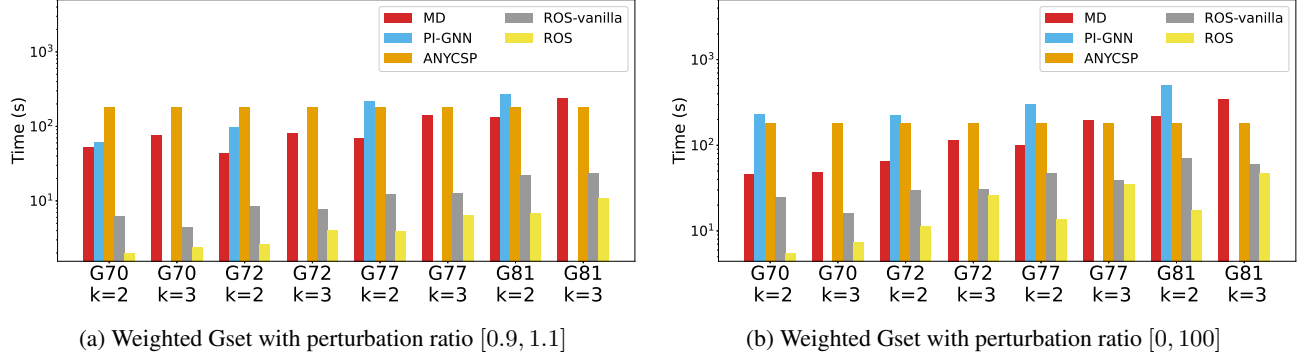 MD
PI-GNN
ANYCSP
ROS-vanilla
ROS
Time (s)
10³
10²
10¹
G70 G70 G72 G72 G77 G77 G81 G81
k=2 k=3 k=2 k=3 k=2 k=3 k=2 k=3
(a) Weighted Gset with perturbation ratio [0.9, 1.1]
MD
PI-GNN
ANYCSP
ROS-vanilla
ROS
Time (s)
10³
10²
10¹
G70 G70 G72 G72 G77 G77 G81 G81
k=2 k=3 k=2 k=3 k=2 k=3 k=2 k=3
(b) Weighted Gset with perturbation ratio [0, 100]